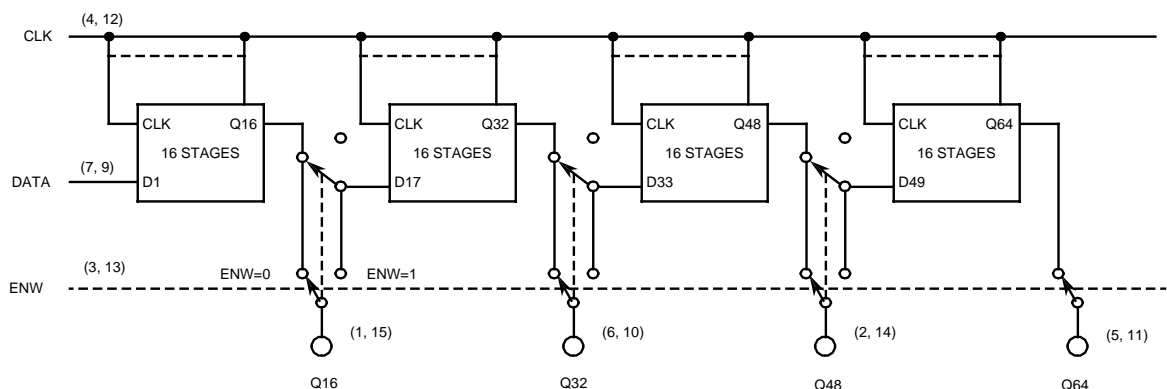 (4, 12)
CLK
CLK Q16
16 STAGES
D1
CLK Q32
16 STAGES
D17
CLK Q48
16 STAGES
D33
CLK Q64
16 STAGES
D49
(7, 9)
DATA
(3, 13)
ENW
ENW=0
ENW=1
(1, 15)
(6, 10)
(2, 14)
(5, 11)
Q16
Q32
Q48
Q64